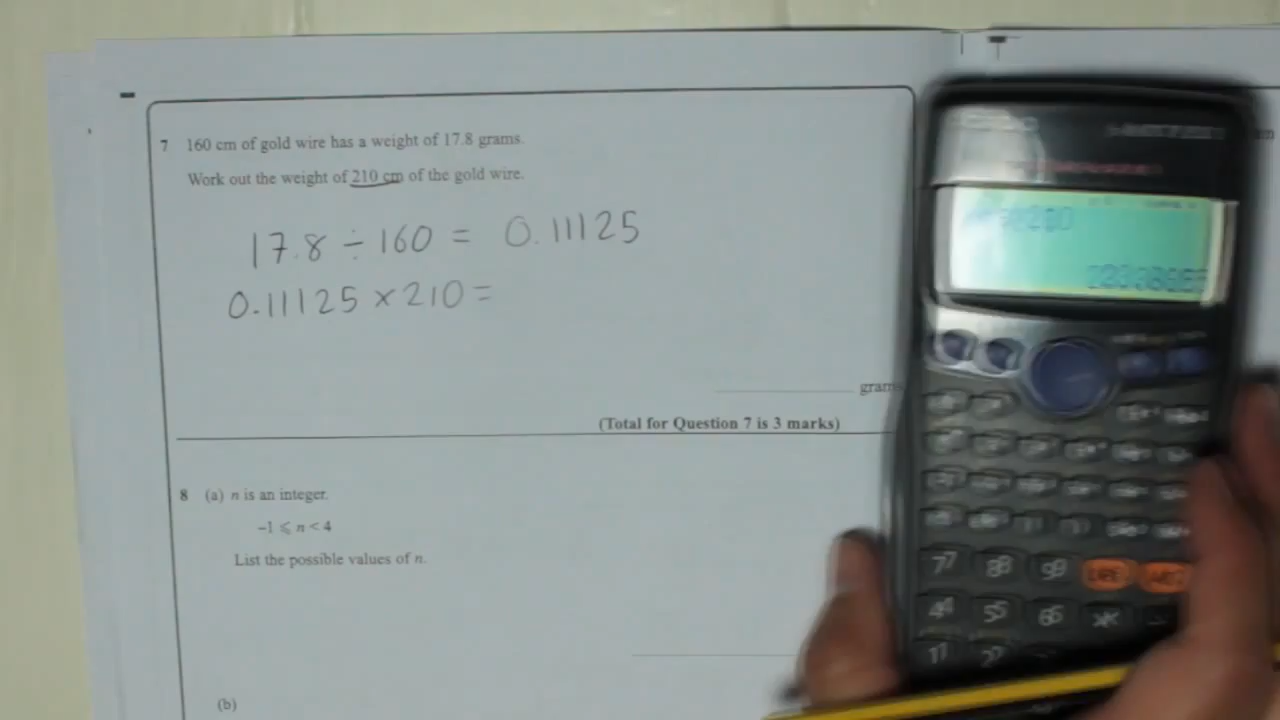 7 160 cm of gold wire has a weight of 17.8 grams.
Work out the weight of 210 cm of the gold wire.
17.8 ÷ 160 = 0.11125
0.11125 × 210 =
grams
(Total for Question 7 is 3 marks)
8 (a) n is an integer.
−1 ⩽ n < 4
List the possible values of n.
(b)